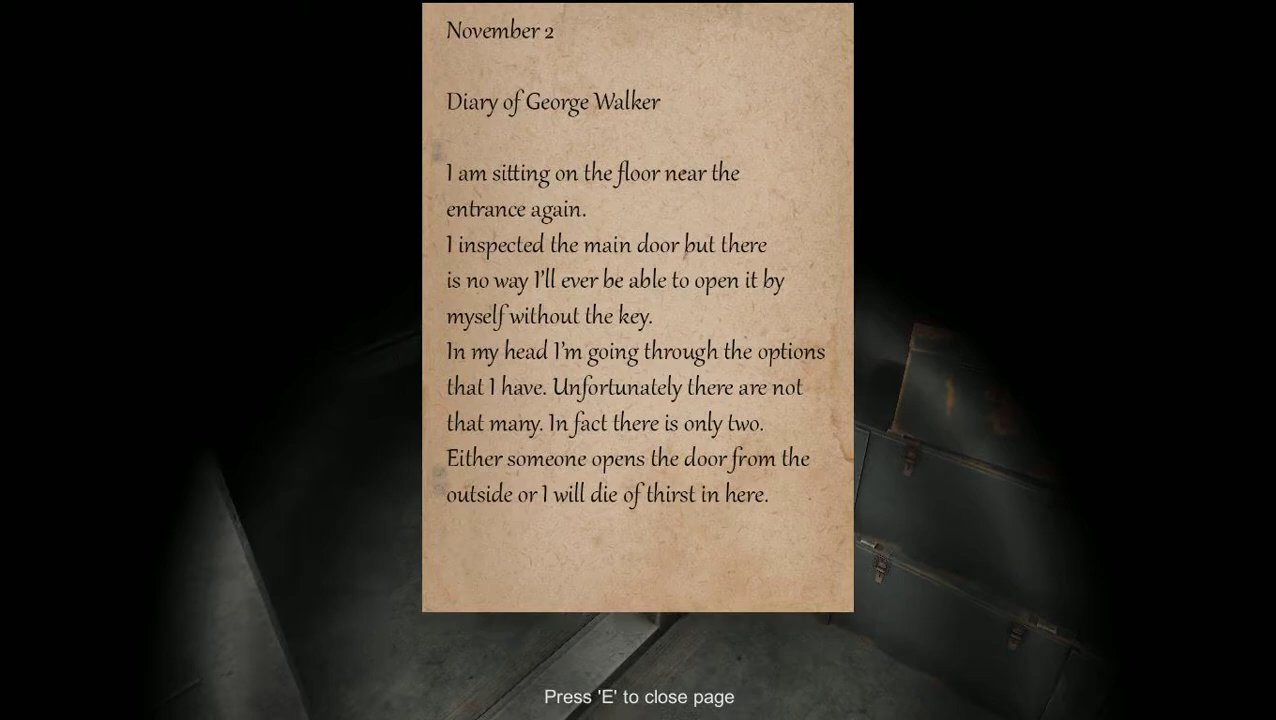 November 2
Diary of George Walker
I am sitting on the floor near the
entrance again.
I inspected the main door but there
is no way I'll ever be able to open it by
myself without the key.
In my head I'm going through the options
that I have. Unfortunately there are not
that many. In fact there is only two.
Either someone opens the door from the
outside or I will die of thirst in here.
Press 'E' to close page